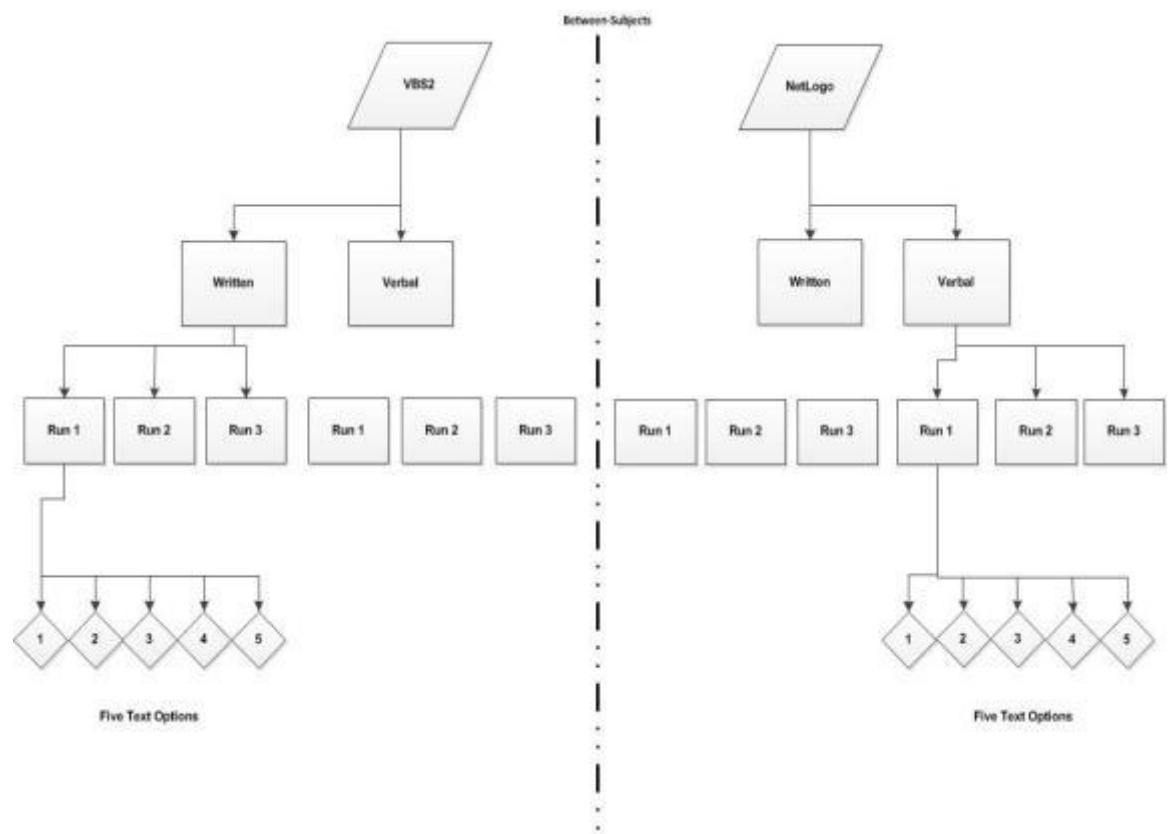 Between-Subjects
VBS2
NetLogo
Written
Verbal
Written
Verbal
Run 1
Run 2
Run 3
Run 1
Run 2
Run 3
Run 1
Run 2
Run 3
Run 1
Run 2
Run 3
1
2
3
4
5
1
2
3
4
5
Five Text Options
Five Text Options